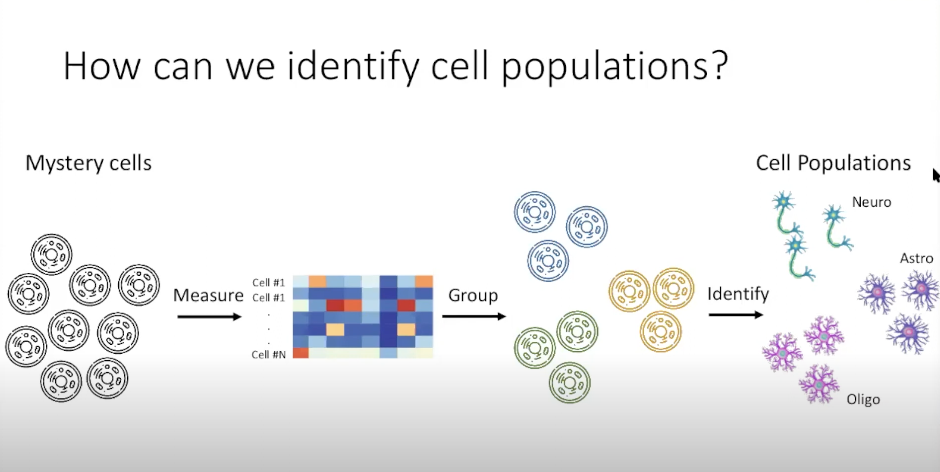 How can we identify cell populations?
Mystery cells
Cell Populations
Neuro
Astro
Measure
Cell #1
Cell #1
.
.
.
Cell #N
Group
Identify
Oligo